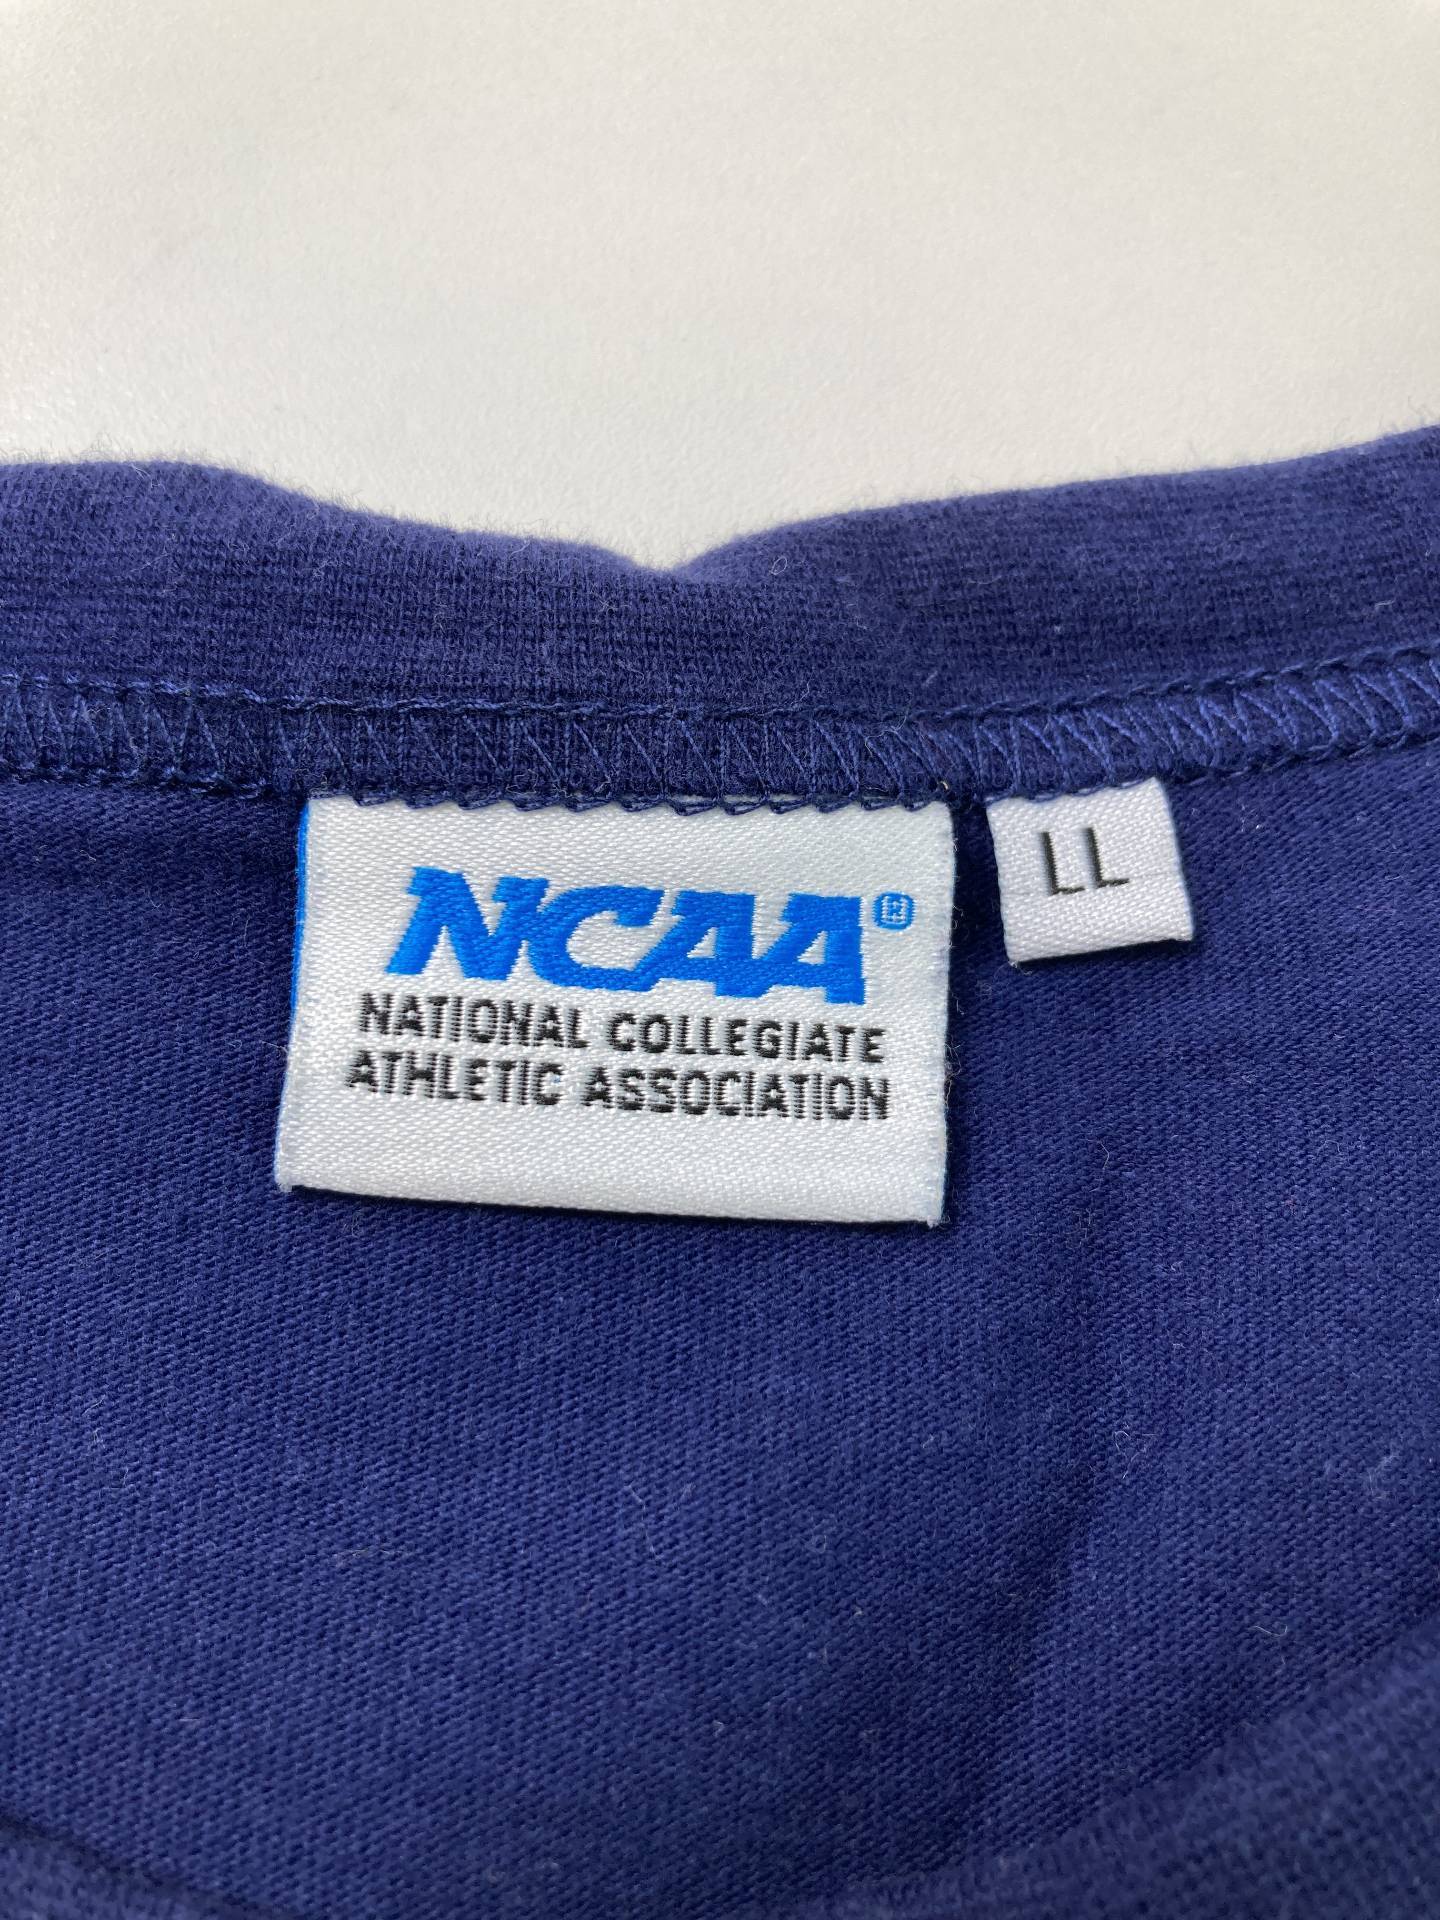 NCAA®
NATIONAL COLLEGIATE
ATHLETIC ASSOCIATION
LL